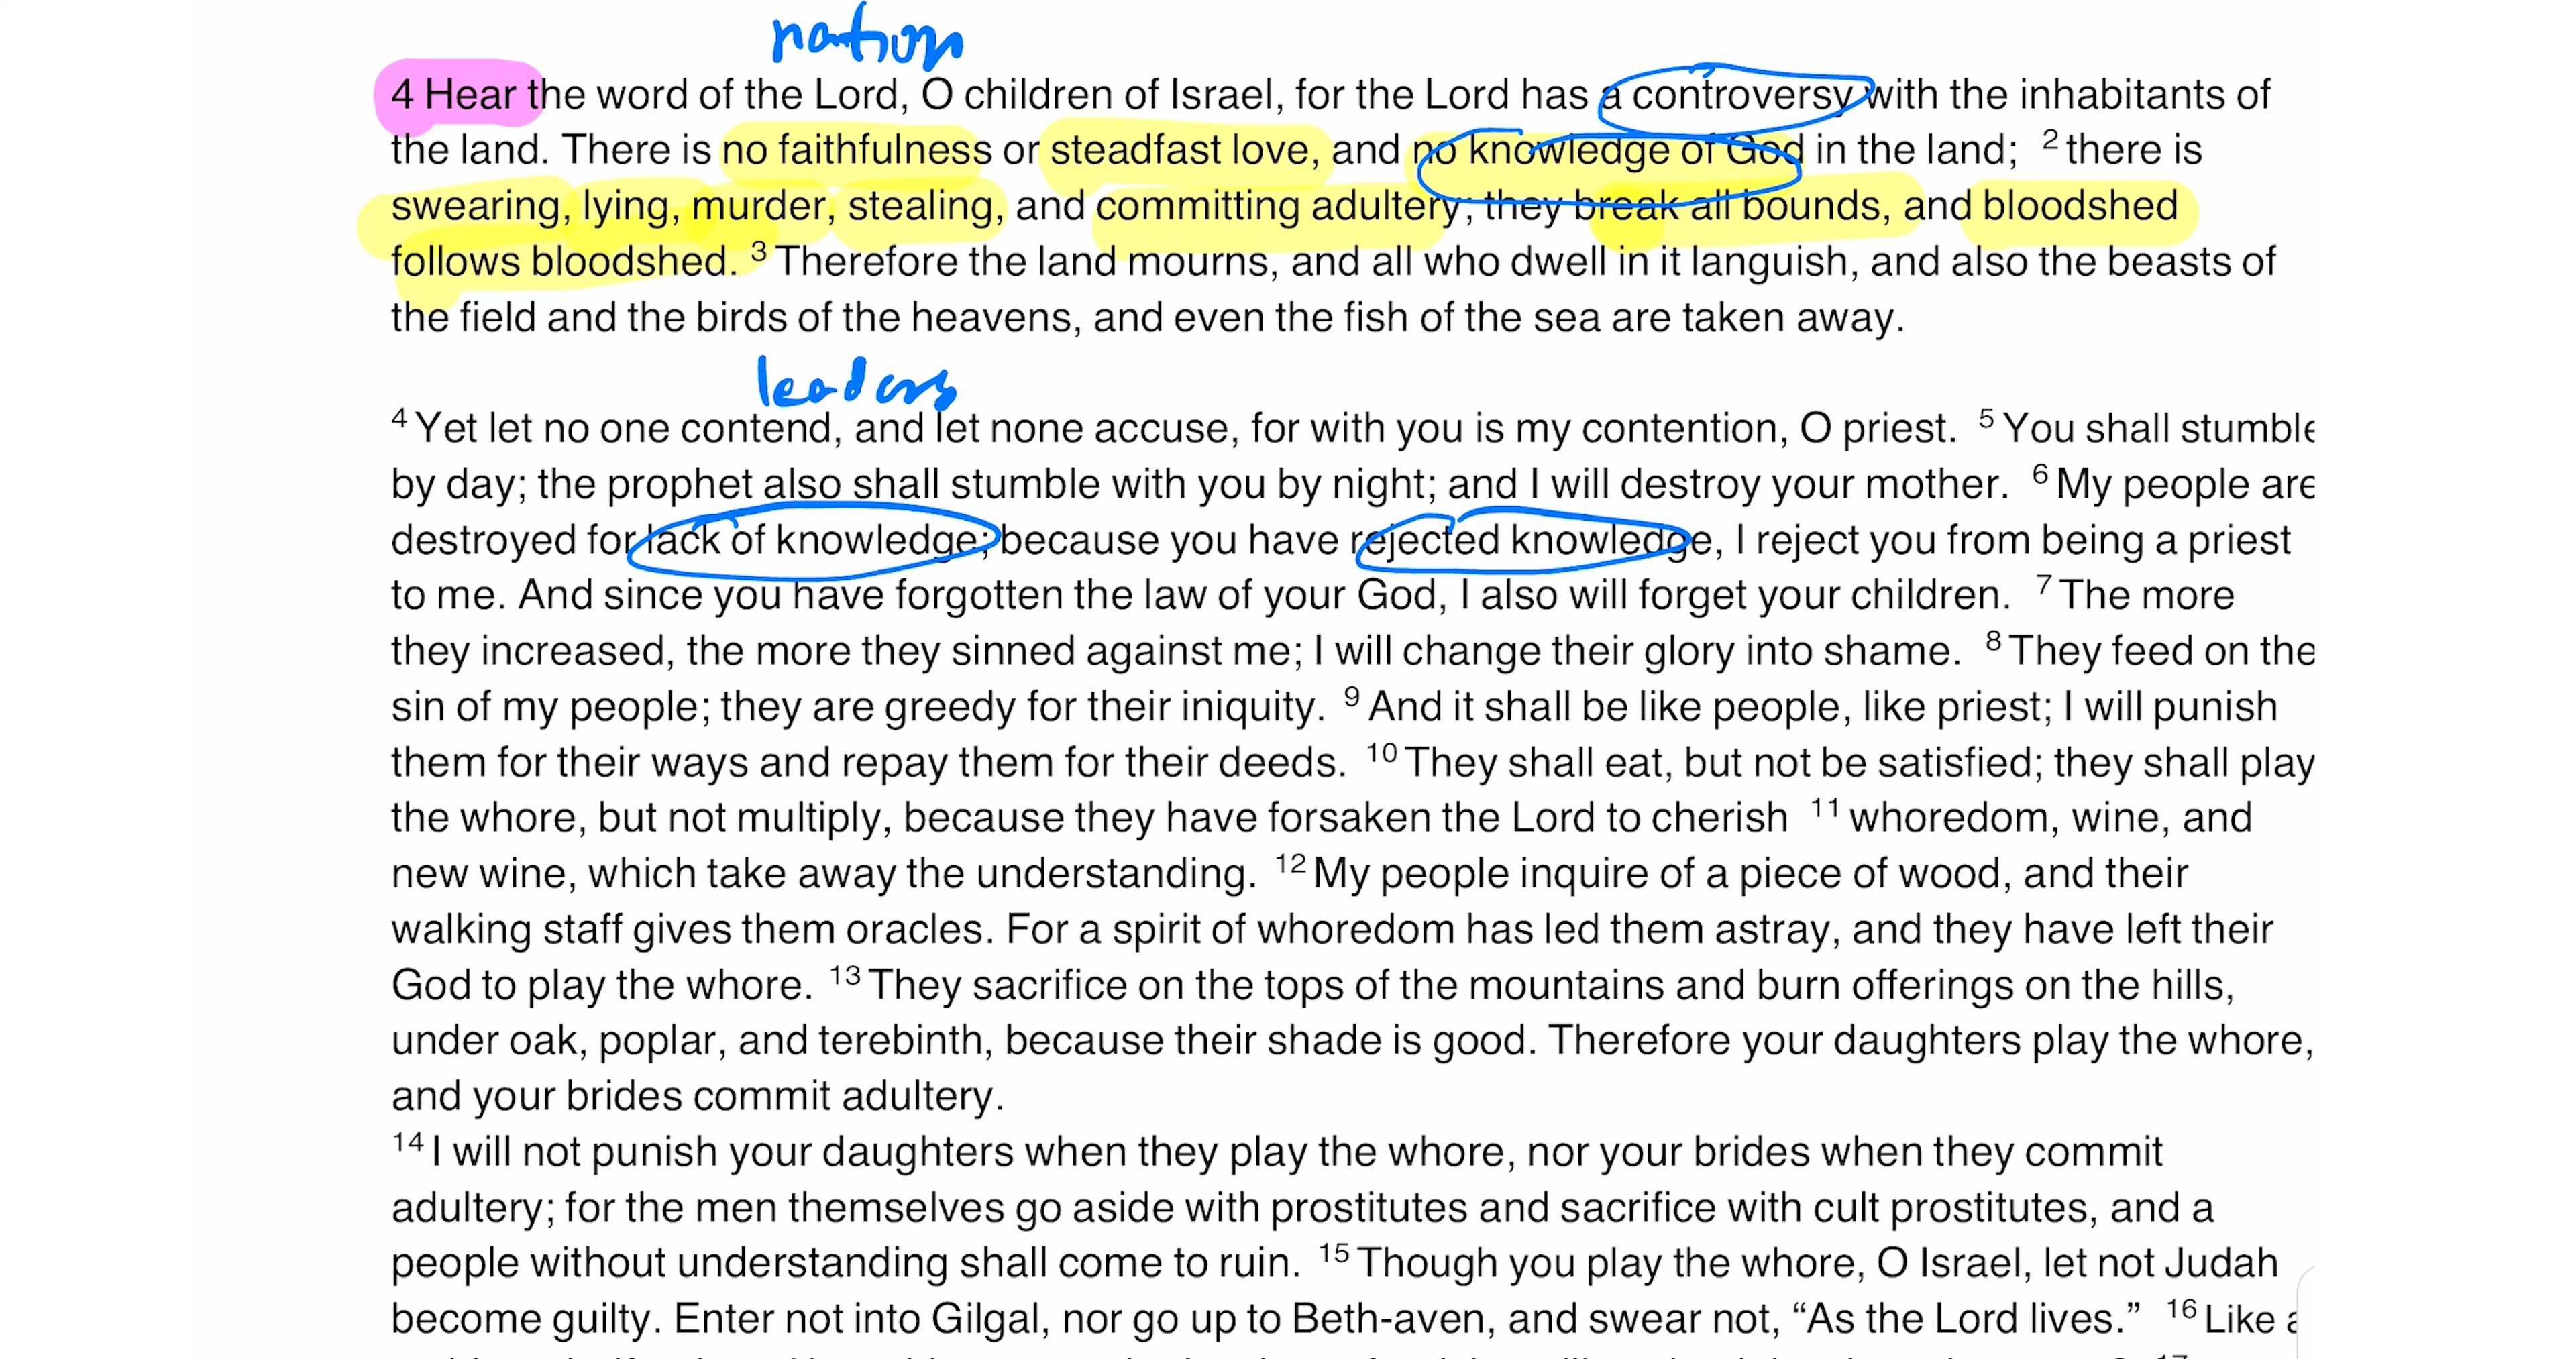 nation
4 Hear the word of the Lord, O children of Israel, for the Lord has a controversy with the inhabitants of
the land. There is no faithfulness or steadfast love, and no knowledge of God in the land; 2 there is
swearing, lying, murder, stealing, and committing adultery; they break all bounds, and bloodshed
follows bloodshed. 3 Therefore the land mourns, and all who dwell in it languish, and also the beasts of
the field and the birds of the heavens, and even the fish of the sea are taken away.
leaders
4 Yet let no one contend, and let none accuse, for with you is my contention, O priest. 5 You shall stumble
by day; the prophet also shall stumble with you by night; and I will destroy your mother. 6 My people are
destroyed for lack of knowledge; because you have rejected knowledge, I reject you from being a priest
to me. And since you have forgotten the law of your God, I also will forget your children. 7 The more
they increased, the more they sinned against me; I will change their glory into shame. 8 They feed on the
sin of my people; they are greedy for their iniquity. 9 And it shall be like people, like priest; I will punish
them for their ways and repay them for their deeds. 10 They shall eat, but not be satisfied; they shall play
the whore, but not multiply, because they have forsaken the Lord to cherish 11 whoredom, wine, and
new wine, which take away the understanding. 12 My people inquire of a piece of wood, and their
walking staff gives them oracles. For a spirit of whoredom has led them astray, and they have left their
God to play the whore. 13 They sacrifice on the tops of the mountains and burn offerings on the hills,
under oak, poplar, and terebinth, because their shade is good. Therefore your daughters play the whore,
and your brides commit adultery.
14 I will not punish your daughters when they play the whore, nor your brides when they commit
adultery; for the men themselves go aside with prostitutes and sacrifice with cult prostitutes, and a
people without understanding shall come to ruin. 15 Though you play the whore, O Israel, let not Judah
become guilty. Enter not into Gilgal, nor go up to Beth-aven, and swear not, “As the Lord lives.” 16 Like a